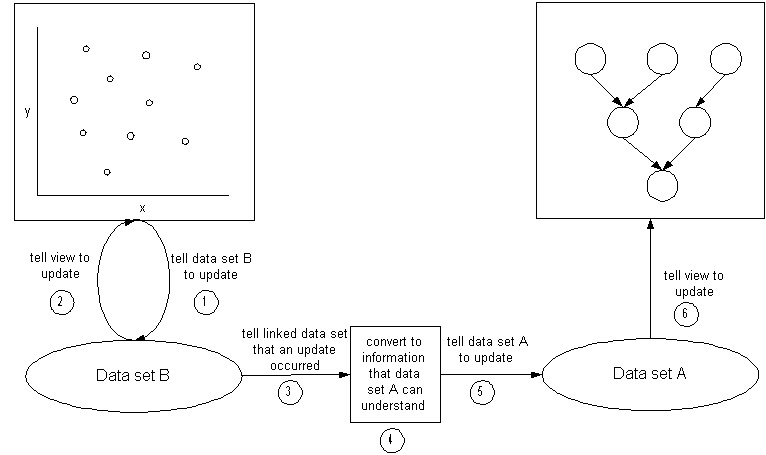 y
x
tell view to
update
2
tell data set B
to update
1
Data set B
tell linked data set
that an update
occurred
3
convert to
information
that data
set A can
understand
4
tell data set A
to update
5
Data set A
tell view to
update
6